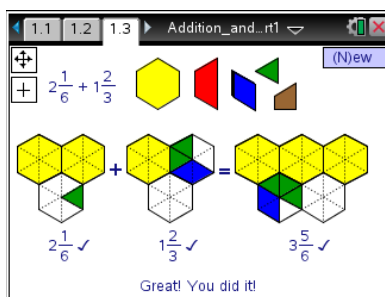 1.1 1.2 1.3 Addition_and...rt1
(N)ew
2 1/6 + 1 2/3
+ =
2 1/6 ✓ 1 2/3 ✓ 3 5/6 ✓
Great! You did it!